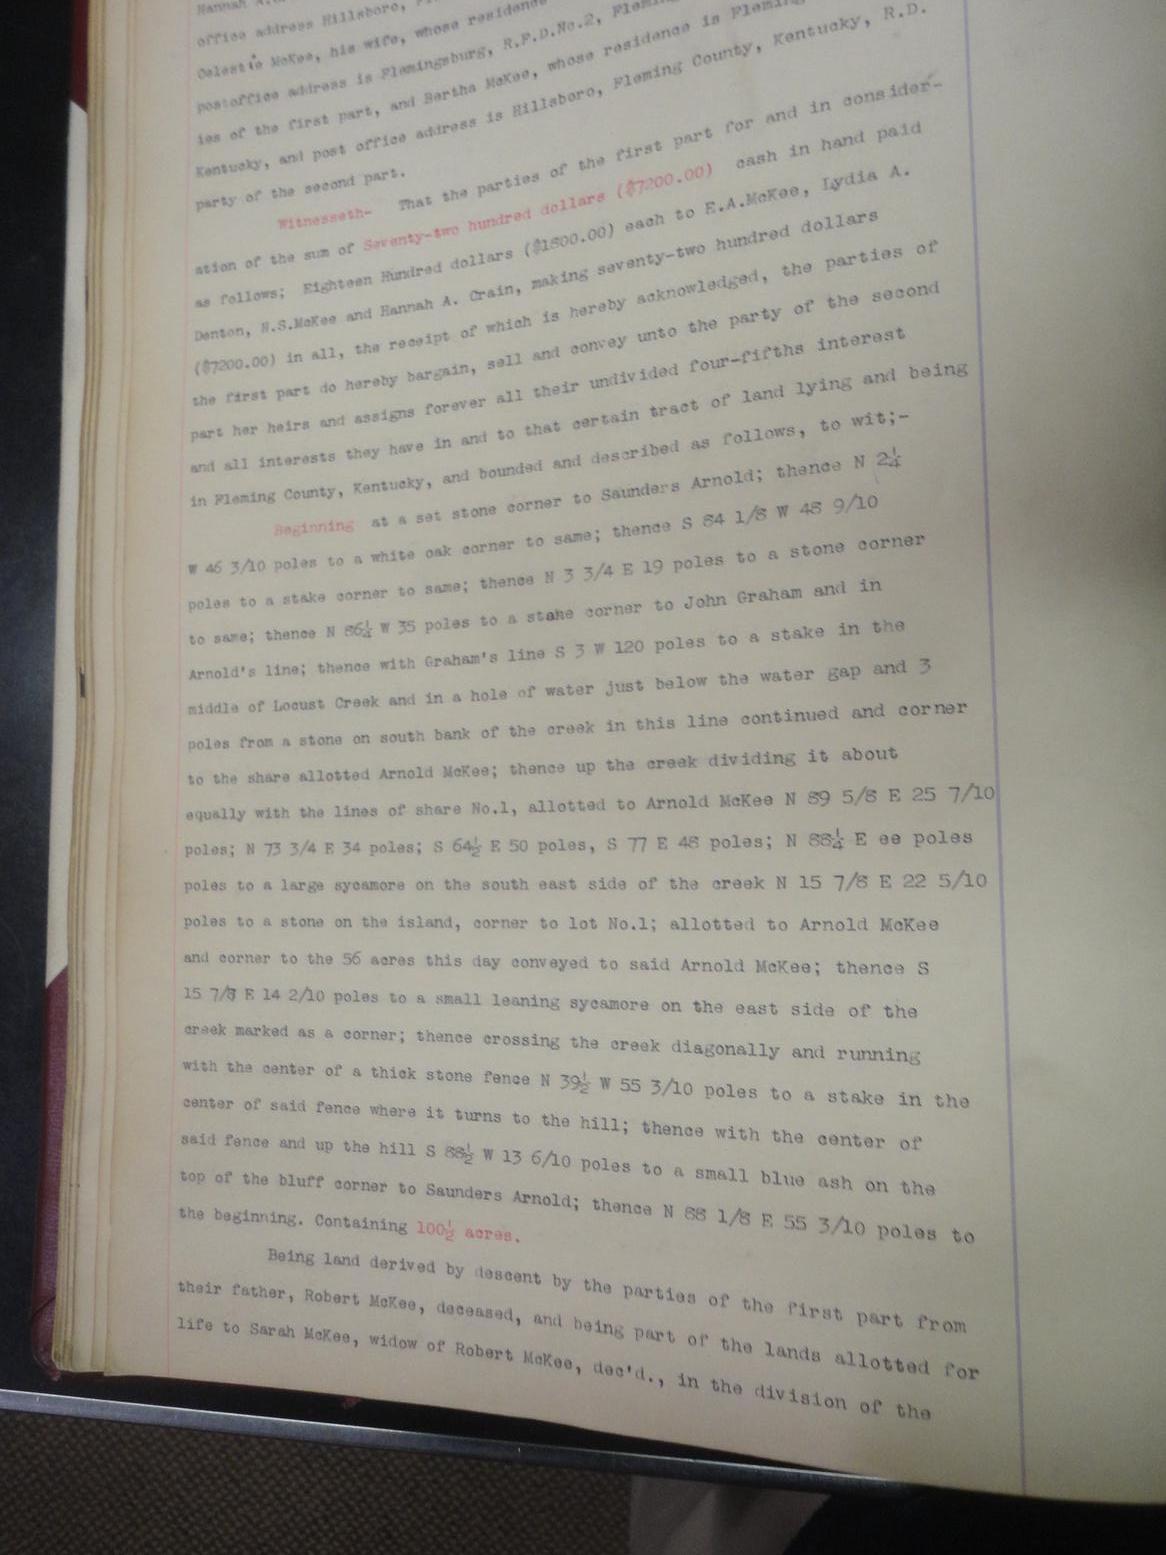 Hannah A.
office address Hillsboro,
Celestie McKee, his wife, whose residence
postoffice address is Flemingsburg, R.F.D.No.2, Fleming
ies of the first part, and Bertha McKee, whose residence is Fleming
Kentucky, and post office address is Hillsboro, Fleming County, Kentucky, R.D.
party of the second part.
Witnesseth- That the parties of the first part for and in consider-
ation of the sum of Seventy-two hundred dollars ($7200.00) cash in hand paid
as follows; Eighteen Hundred dollars ($1800.00) each to E.A.McKee, Lydia A.
Denton, N.S.McKee and Hannah A. Crain, making seventy-two hundred dollars
($7200.00) in all, the receipt of which is hereby acknowledged, the parties of
the first part do hereby bargain, sell and convey unto the party of the second
part her heirs and assigns forever all their undivided four-fifths interest
and all interests they have in and to that certain tract of land lying and being
in Fleming County, Kentucky, and bounded and described as follows, to wit;-
Beginning at a set stone corner to Saunders Arnold; thence N 2¼
W 46 3/10 poles to a white oak corner to same; thence S 84 1/8 W 48 9/10
poles to a stake corner to same; thence N 3 3/4 E 19 poles to a stone corner
to same; thence N 86¼ W 35 poles to a stake corner to John Graham and in
Arnold's line; thence with Graham's line S 3 W 120 poles to a stake in the
middle of Locust Creek and in a hole of water just below the water gap and 3
poles from a stone on south bank of the creek in this line continued and corner
to the share allotted Arnold McKee; thence up the creek dividing it about
equally with the lines of share No.1, allotted to Arnold McKee N 89 5/8 E 25 7/10
poles; N 73 3/4 E 34 poles; S 64½ E 50 poles, S 77 E 48 poles; N 88¼ E ee poles
poles to a large sycamore on the south east side of the creek N 15 7/8 E 22 5/10
poles to a stone on the island, corner to lot No.1; allotted to Arnold McKee
and corner to the 56 acres this day conveyed to said Arnold McKee; thence S
15 7/8 E 14 2/10 poles to a small leaning sycamore on the east side of the
creek marked as a corner; thence crossing the creek diagonally and running
with the center of a thick stone fence N 39½ W 55 3/10 poles to a stake in the
center of said fence where it turns to the hill; thence with the center of
said fence and up the hill S 88½ W 13 6/10 poles to a small blue ash on the
top of the bluff corner to Saunders Arnold; thence N 88 1/8 E 55 3/10 poles to
the beginning. Containing 100½ acres.
Being land derived by descent by the parties of the first part from
their father, Robert McKee, deceased, and being part of the lands allotted for
life to Sarah McKee, widow of Robert McKee, dec'd., in the division of the